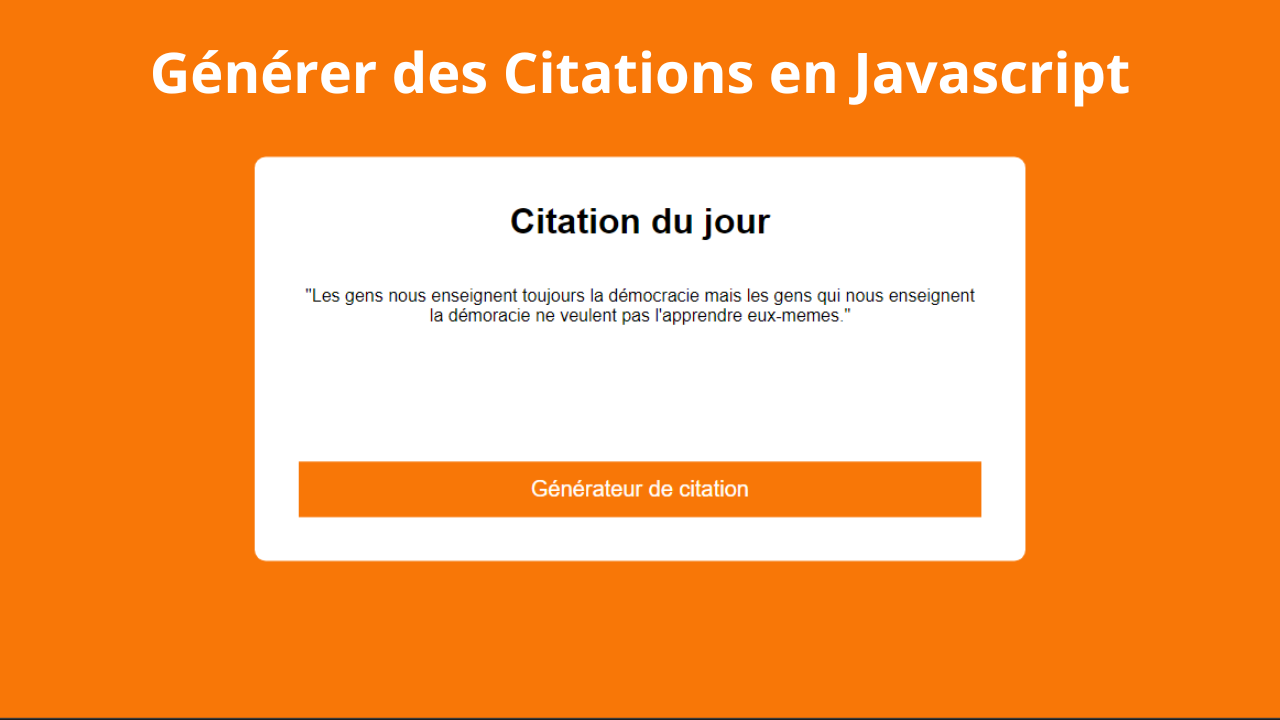 Générer des Citations en Javascript
Citation du jour
"Les gens nous enseignent toujours la démocracie mais les gens qui nous enseignent
la démoracie ne veulent pas l'apprendre eux-memes."
Générateur de citation